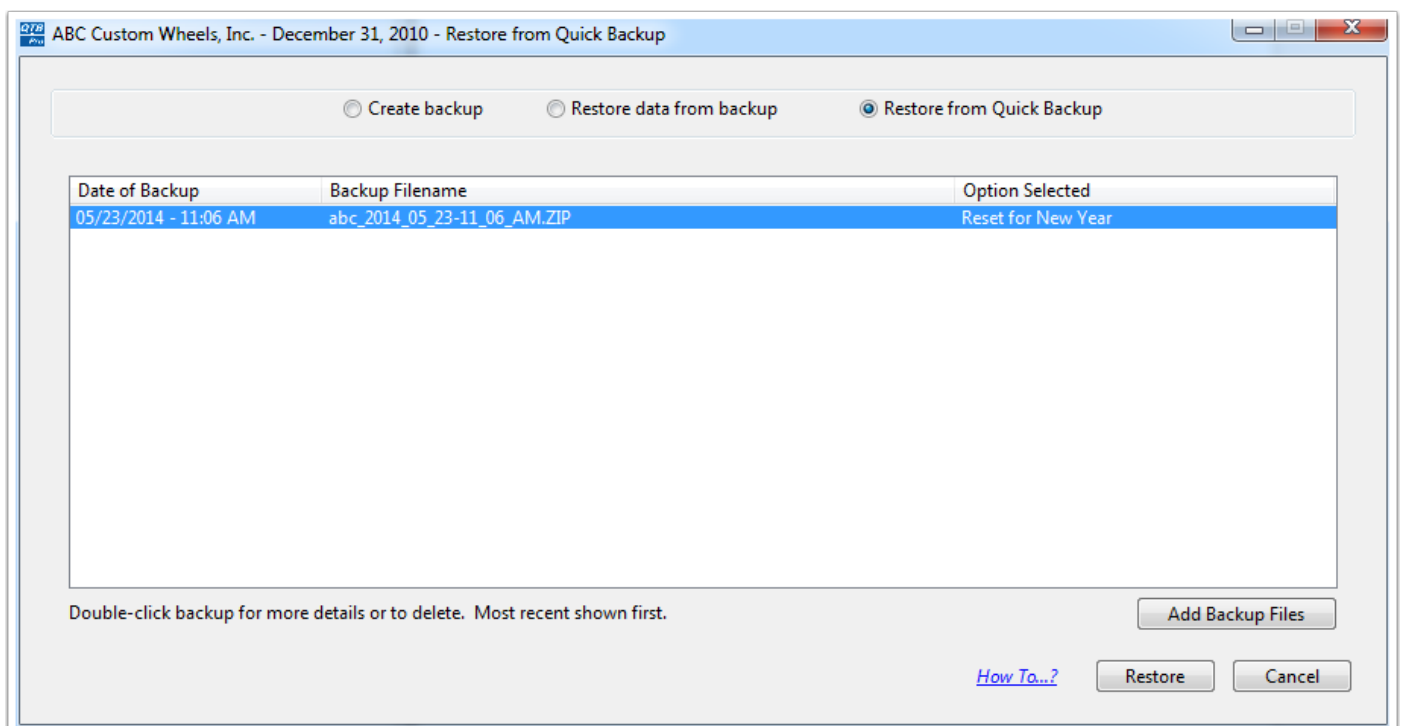 QTB Pro ABC Custom Wheels, Inc. - December 31, 2010 - Restore from Quick Backup X
Create backup Restore data from backup Restore from Quick Backup
Date of Backup Backup Filename Option Selected
05/23/2014 - 11:06 AM abc_2014_05_23-11_06_AM.ZIP Reset for New Year
Double-click backup for more details or to delete. Most recent shown first. Add Backup Files
How To...? Restore Cancel